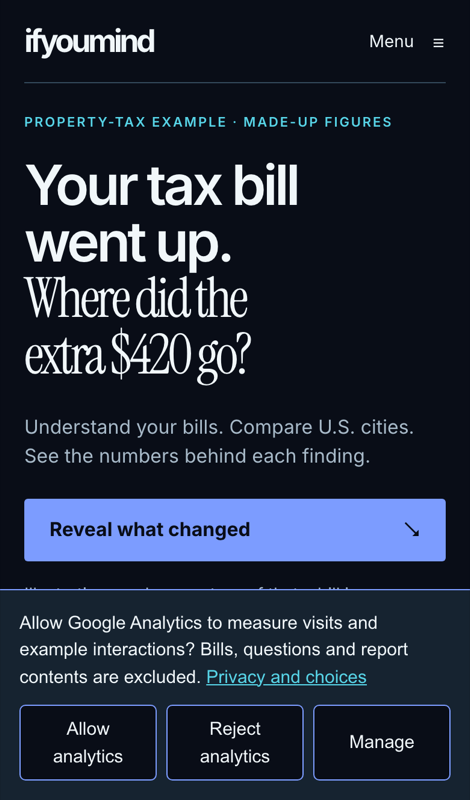 ifyoumind
Menu ≡
PROPERTY-TAX EXAMPLE · MADE-UP FIGURES
Your tax bill
went up.
Where did the
extra $420 go?
Understand your bills. Compare U.S. cities.
See the numbers behind each finding.
Reveal what changed ↘
Allow Google Analytics to measure visits and
example interactions? Bills, questions and report
contents are excluded. Privacy and choices
Allow
analytics
Reject
analytics
Manage